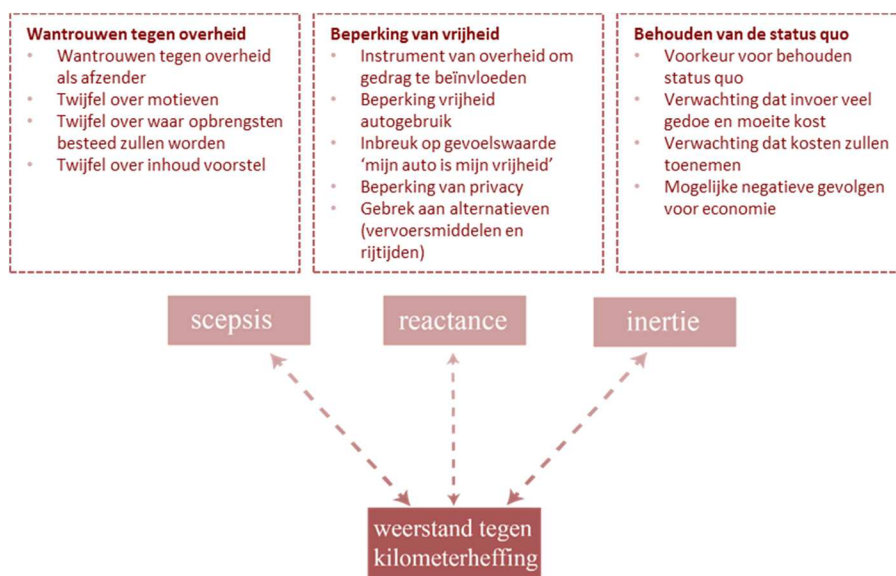 Wantrouwen tegen overheid
• Wantrouwen tegen overheid
als afzender
• Twijfel over motieven
• Twijfel over waar opbrengsten
besteed zullen worden
• Twijfel over inhoud voorstel
Beperking van vrijheid
• Instrument van overheid om
gedrag te beïnvloeden
• Beperking vrijheid
autogebruik
• Inbreuk op gevoelswaarde
‘mijn auto is mijn vrijheid’
• Beperking van privacy
• Gebrek aan alternatieven
(vervoersmiddelen en
rijtijden)
Behouden van de status quo
• Voorkeur voor behouden
status quo
• Verwachting dat invoer veel
gedoe en moeite kost
• Verwachting dat kosten zullen
toenemen
• Mogelijke negatieve gevolgen
voor economie
scepsis
reactance
inertie
weerstand tegen
kilometerheffing